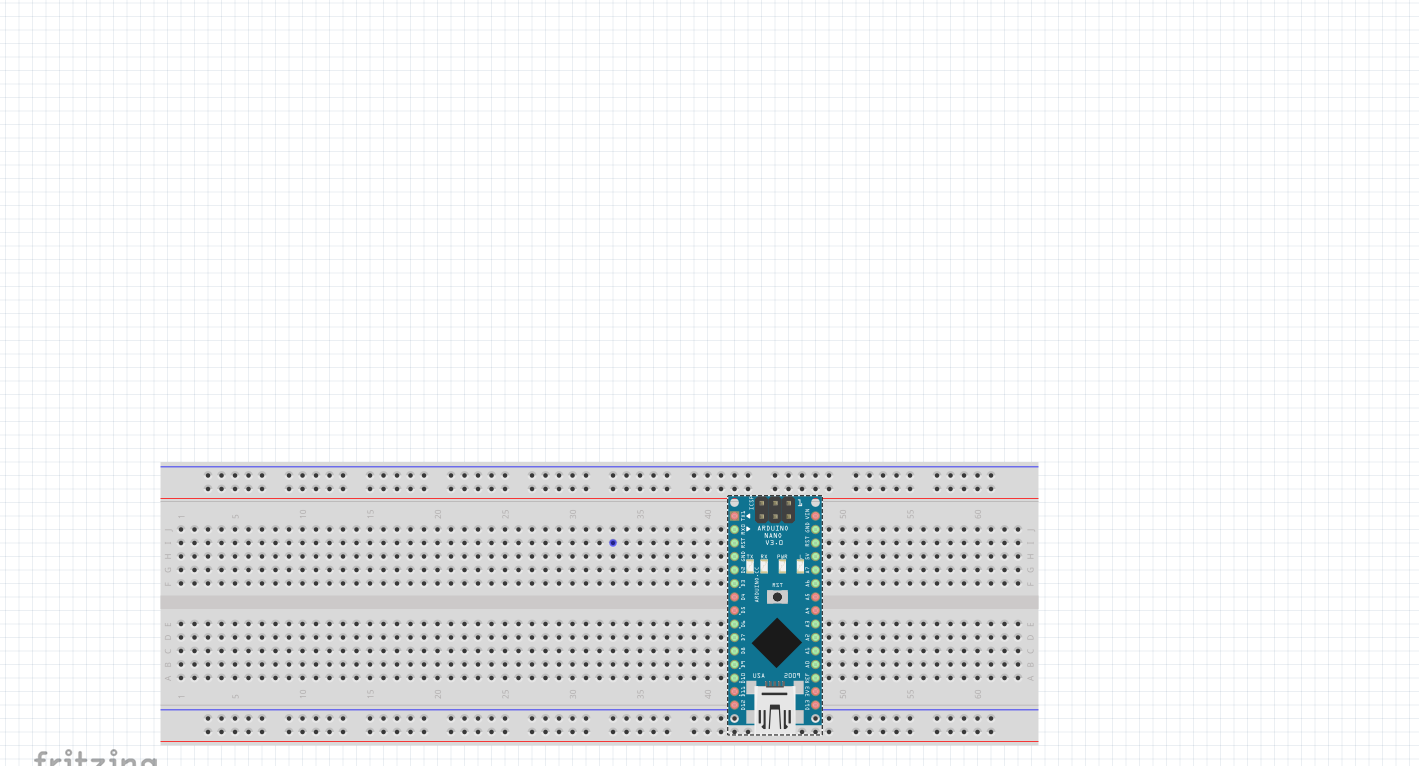 1 5 10 15 20 25 30 35 40 50 55 60
J J
I I
H H
G G
F F
E E
D D
C C
B B
A A
1 5 10 15 20 25 30 35 40 50 55 60
ICSP
TX1
RX0
RST
GND
D2
D3
D4
D5
D6
D7
D8
D9
D10
D11
D12
ARDUINO
NANO
V3.0
TX RX PWR L
ARDUINO.CC
RST
USA 2009
VIN
GND
RST
5V
A7
A6
A5
A4
A3
A2
A1
A0
REF
3V3
D13
fritzing